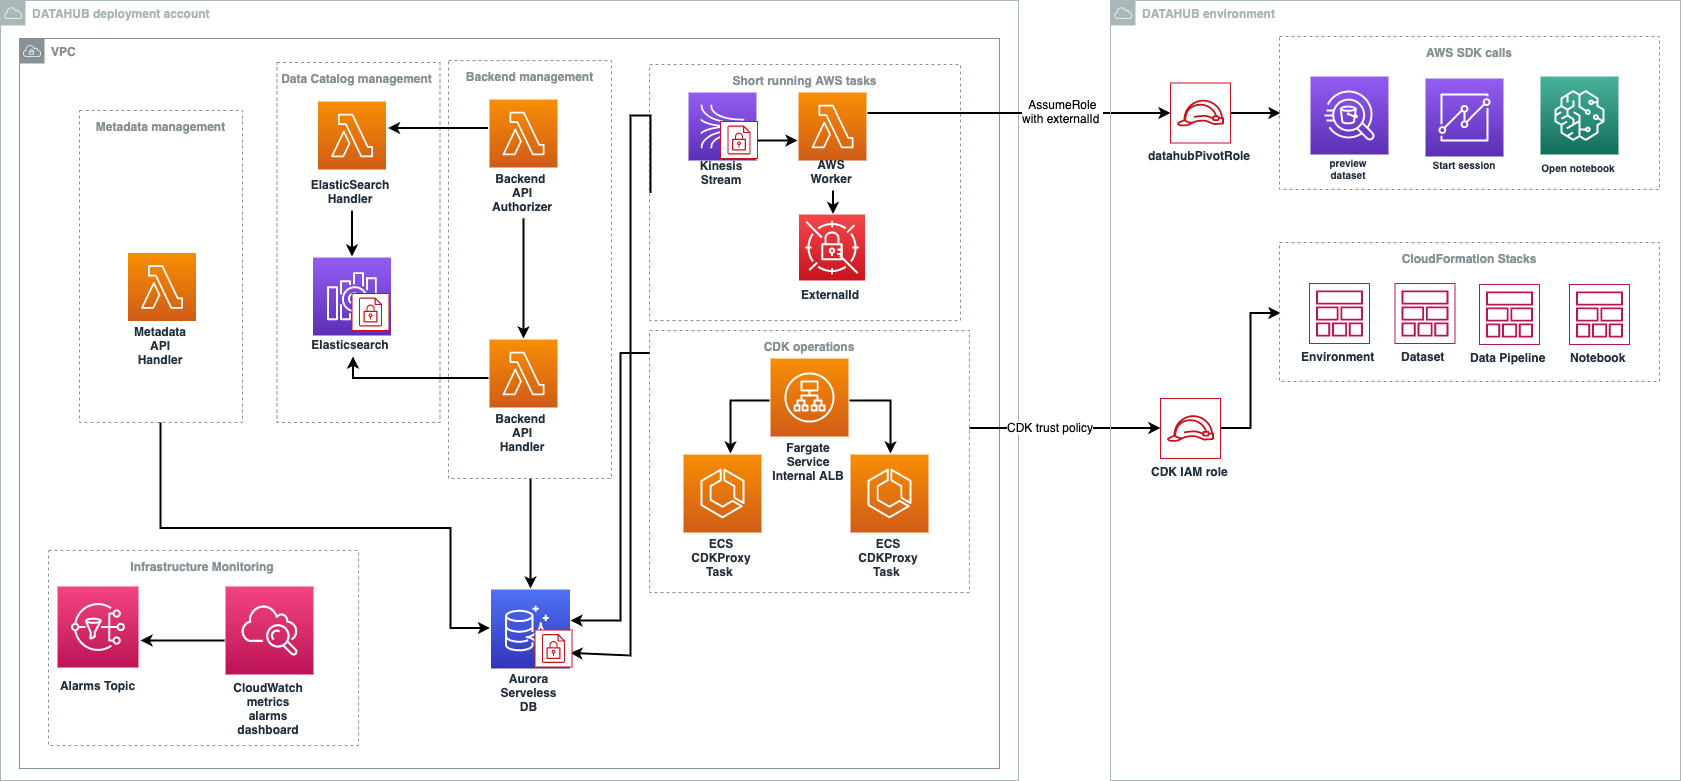 DATAHUB deployment account
VPC
Metadata management
Metadata
API
Handler
Data Catalog management
ElasticSearch
Handler
Elasticsearch
Backend management
Backend
API
Authorizer
Backend
API
Handler
Short running AWS tasks
Kinesis
Stream
AWS
Worker
ExternalId
CDK operations
Fargate
Service
Internal ALB
ECS
CDKProxy
Task
ECS
CDKProxy
Task
Infrastructure Monitoring
Alarms Topic
CloudWatch
metrics
alarms
dashboard
Aurora
Serveless
DB
AssumeRole
with externalId
CDK trust policy
DATAHUB environment
datahubPivotRole
AWS SDK calls
preview
dataset
Start session
Open notebook
CDK IAM role
CloudFormation Stacks
Environment
Dataset
Data Pipeline
Notebook